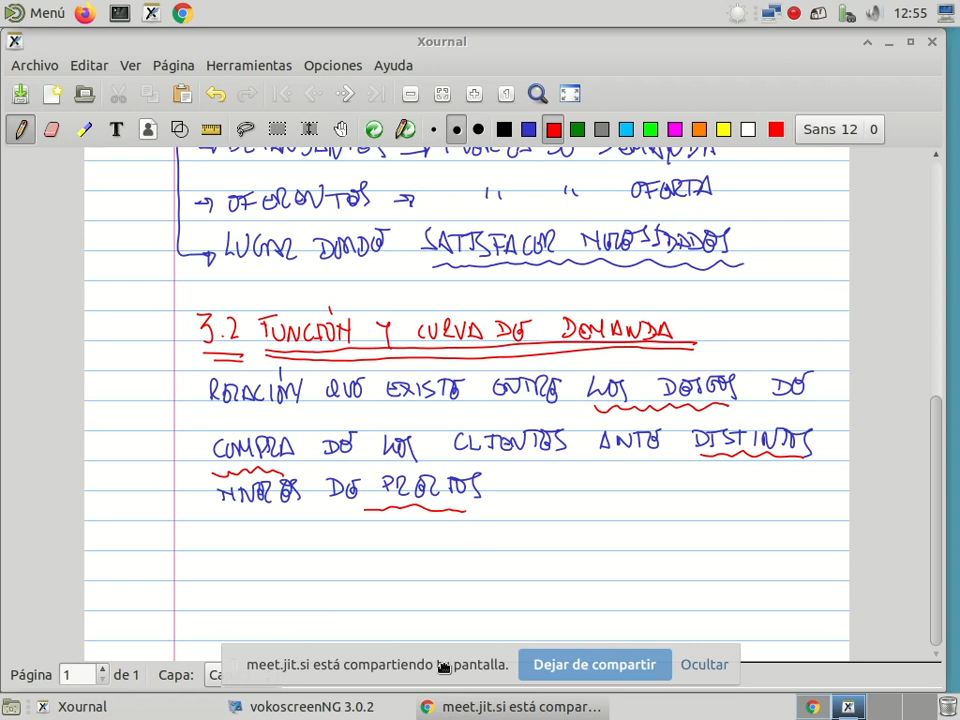 Menú 12:55
Xournal
Archivo Editar Ver Página Herramientas Opciones Ayuda
Sans 12 0
→ OFERENTES → " " OFERTA
→ LUGAR DONDE SATISFACER NECESIDADES
3.2 FUNCIÓN Y CURVA DE DEMANDA
RELACIÓN QUE EXISTE ENTRE LOS DESEOS DE
COMPRA DE LOS CLIENTES ANTE DISTINTOS
NIVELES DE PRECIOS
meet.jit.si está compartiendo tu pantalla. Dejar de compartir Ocultar
Página 1 de 1 Capa: Ca
Xournal vokoscreenNG 3.0.2 meet.jit.si está compar...